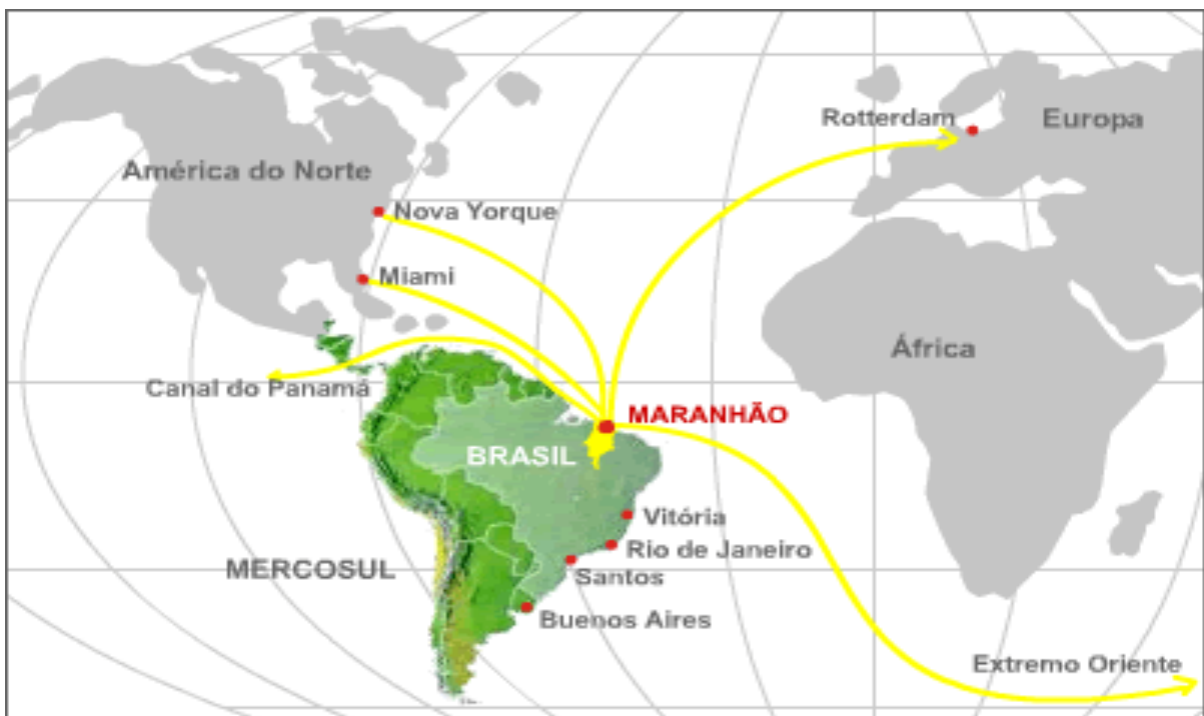 Rotterdam
Europa
América do Norte
Nova Yorque
Miami
África
Canal do Panamá
MARANHÃO
BRASIL
Vitória
Rio de Janeiro
MERCOSUL
Santos
Buenos Aires
Extremo Oriente